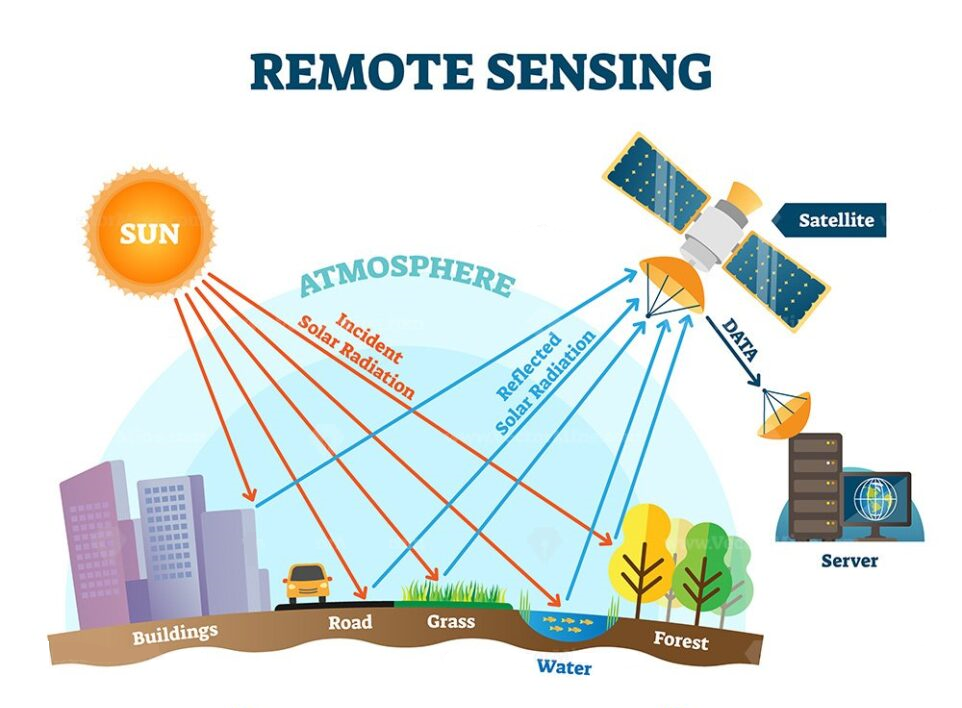 REMOTE SENSING
SUN
Satellite
ATMOSPHERE
Incident
Solar Radiation
Reflected
Solar Radiation
DATA
Server
Buildings
Road
Grass
Water
Forest